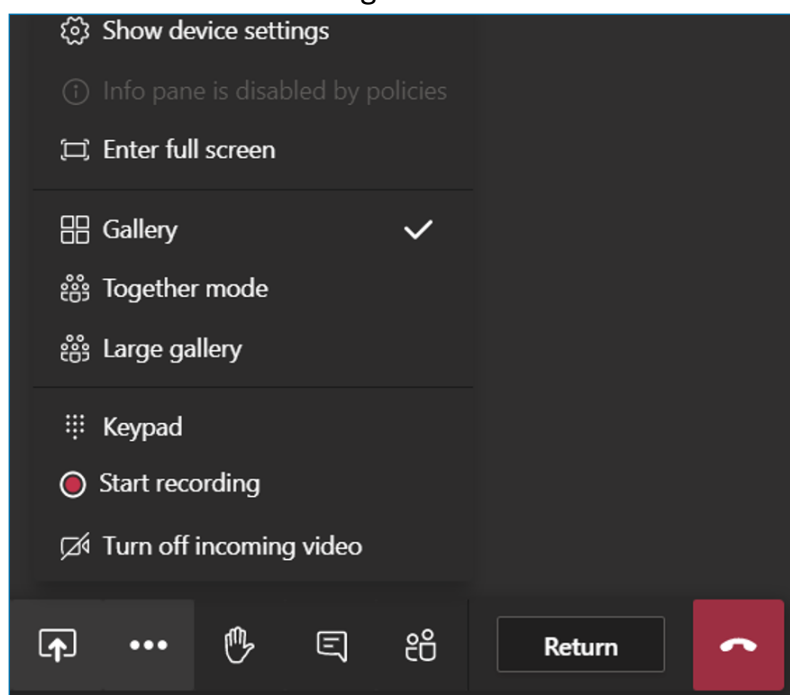 Show device settings
Info pane is disabled by policies
Enter full screen
Gallery
Together mode
Large gallery
Keypad
Start recording
Turn off incoming video
Return